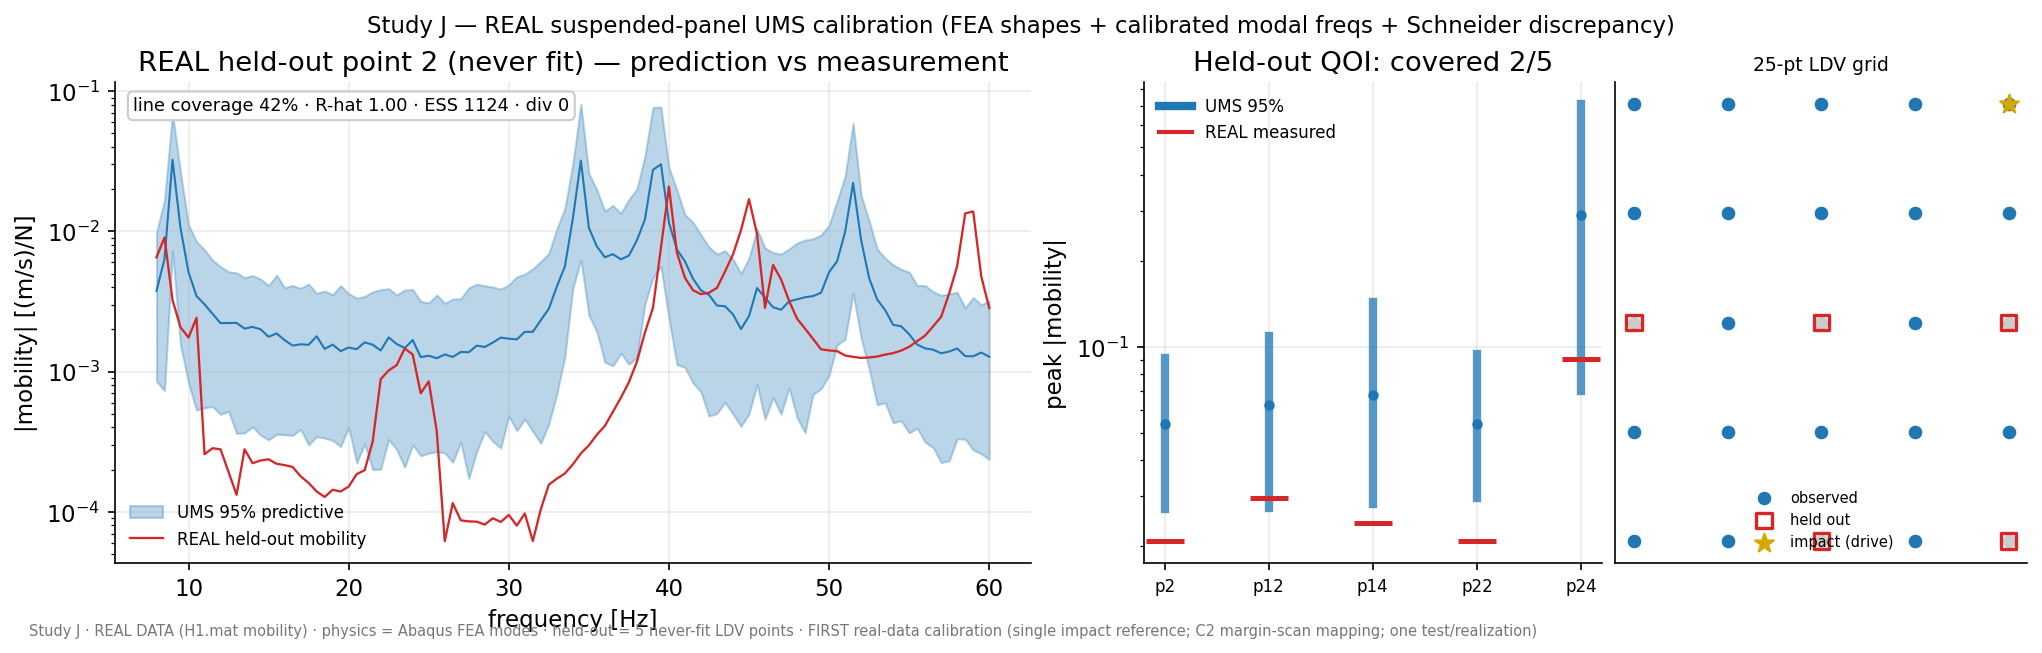 Study J — REAL suspended-panel UMS calibration (FEA shapes + calibrated modal freqs + Schneider discrepancy)
REAL held-out point 2 (never fit) — prediction vs measurement
line coverage 42% · R-hat 1.00 · ESS 1124 · div 0
|mobility| [(m/s)/N]
10⁻¹
10⁻²
10⁻³
10⁻⁴
UMS 95% predictive
REAL held-out mobility
10 20 30 40 50 60
frequency [Hz]
Held-out QOI: covered 2/5
UMS 95%
REAL measured
peak |mobility|
10⁻¹
p2 p12 p14 p22 p24
25-pt LDV grid
observed
held out
impact (drive)
Study J · REAL DATA (H1.mat mobility) · physics = Abaqus FEA modes · held-out = 5 never-fit LDV points · FIRST real-data calibration (single impact reference; C2 margin-scan mapping; one test/realization)